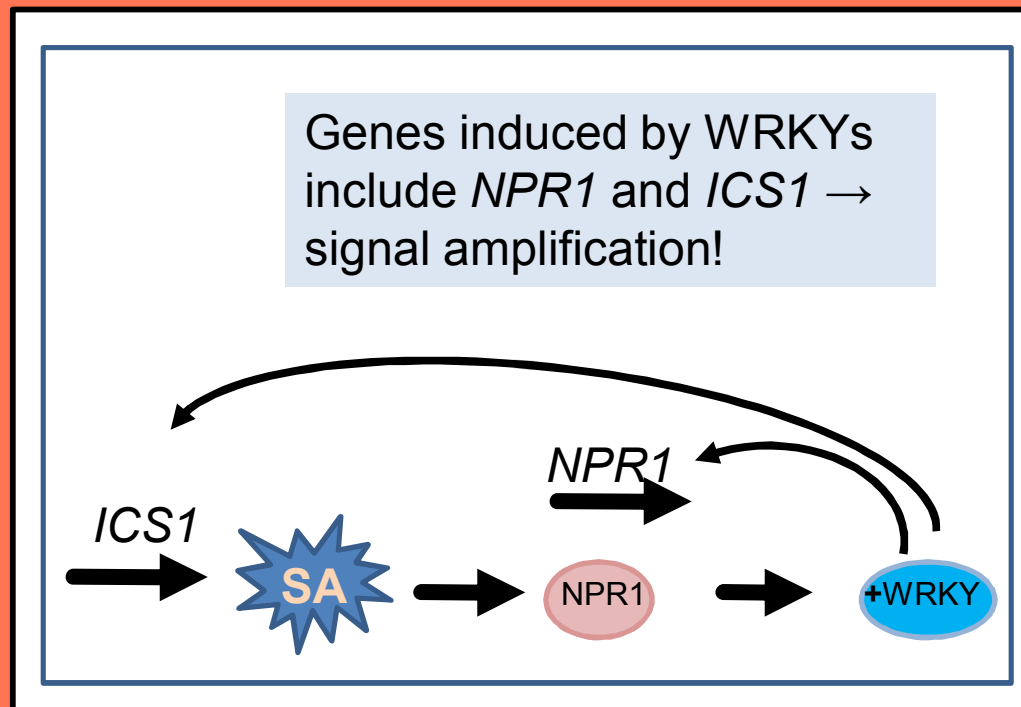 Genes induced by WRKYs
include NPR1 and ICS1 →
signal amplification!
NPR1
ICS1
SA
NPR1
+WRKY